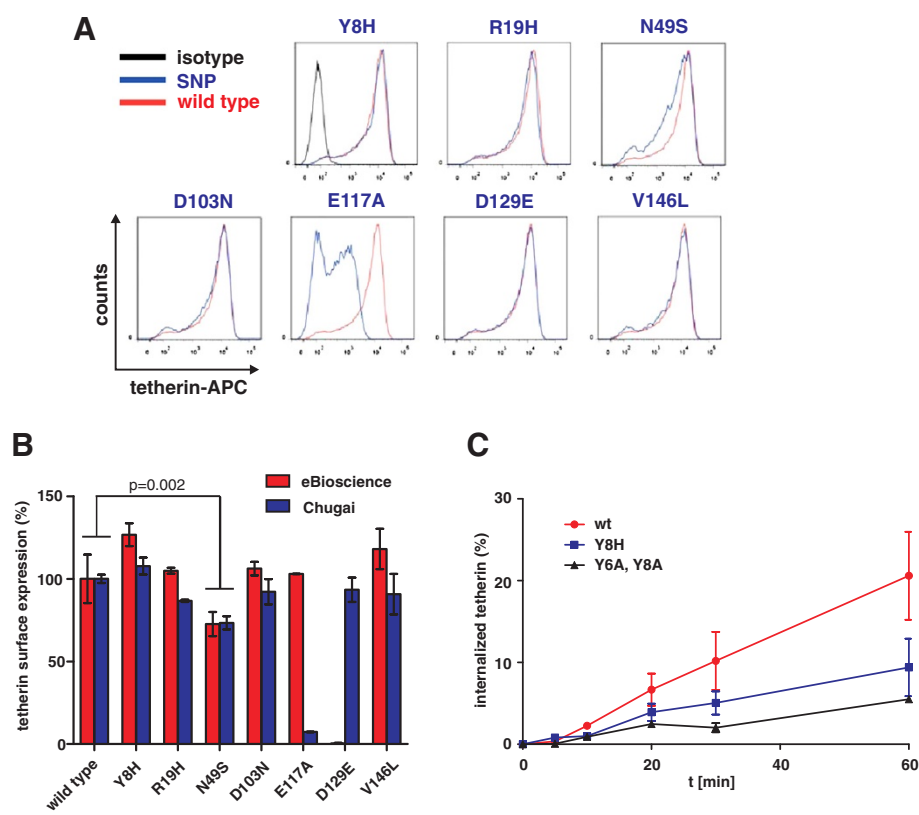 A
isotype
SNP
wild type
Y8H
R19H
N49S
D103N
E117A
D129E
V146L
counts
tetherin-APC
B
tetherin surface expression (%)
150
100
50
0
p=0.002
eBioscience
Chugai
wild type
Y8H
R19H
N49S
D103N
E117A
D129E
V146L
C
internalized tetherin (%)
30
20
10
0
wt
Y8H
Y6A, Y8A
0
20
40
60
t [min]